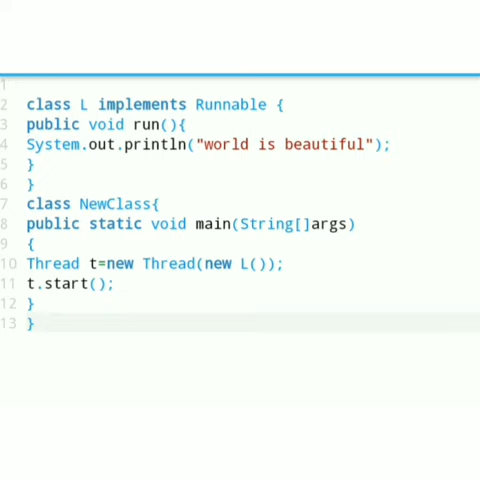 1
2 class L implements Runnable {
3 public void run(){
4 System.out.println("world is beautiful");
5 }
6 }
7 class NewClass{
8 public static void main(String[]args)
9 {
10 Thread t=new Thread(new L());
11 t.start();
12 }
13 }